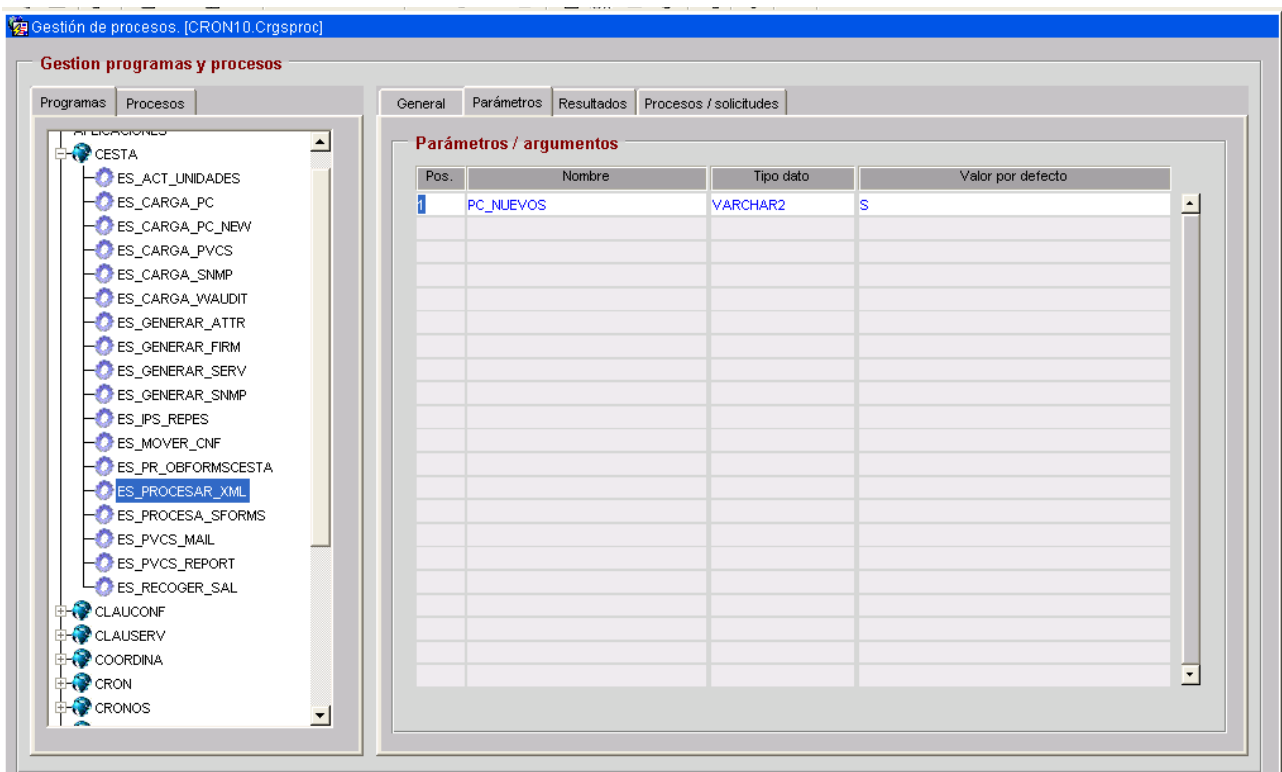 Gestión de procesos. [CRON10.Crgsproc]
Gestion programas y procesos
Programas Procesos
General Parámetros Resultados Procesos / solicitudes
APLICACIONES
CESTA
ES_ACT_UNIDADES
ES_CARGA_PC
ES_CARGA_PC_NEW
ES_CARGA_PVCS
ES_CARGA_SNMP
ES_CARGA_WAUDIT
ES_GENERAR_ATTR
ES_GENERAR_FIRM
ES_GENERAR_SERV
ES_GENERAR_SNMP
ES_IPS_REPES
ES_MOVER_CNF
ES_PR_OBFORMSCESTA
ES_PROCESAR_XML
ES_PROCESA_SFORMS
ES_PVCS_MAIL
ES_PVCS_REPORT
ES_RECOGER_SAL
CLAUCONF
CLAUSERV
COORDINA
CRON
CRONOS
Parámetros / argumentos
Pos. Nombre Tipo dato Valor por defecto
1 PC_NUEVOS VARCHAR2 S